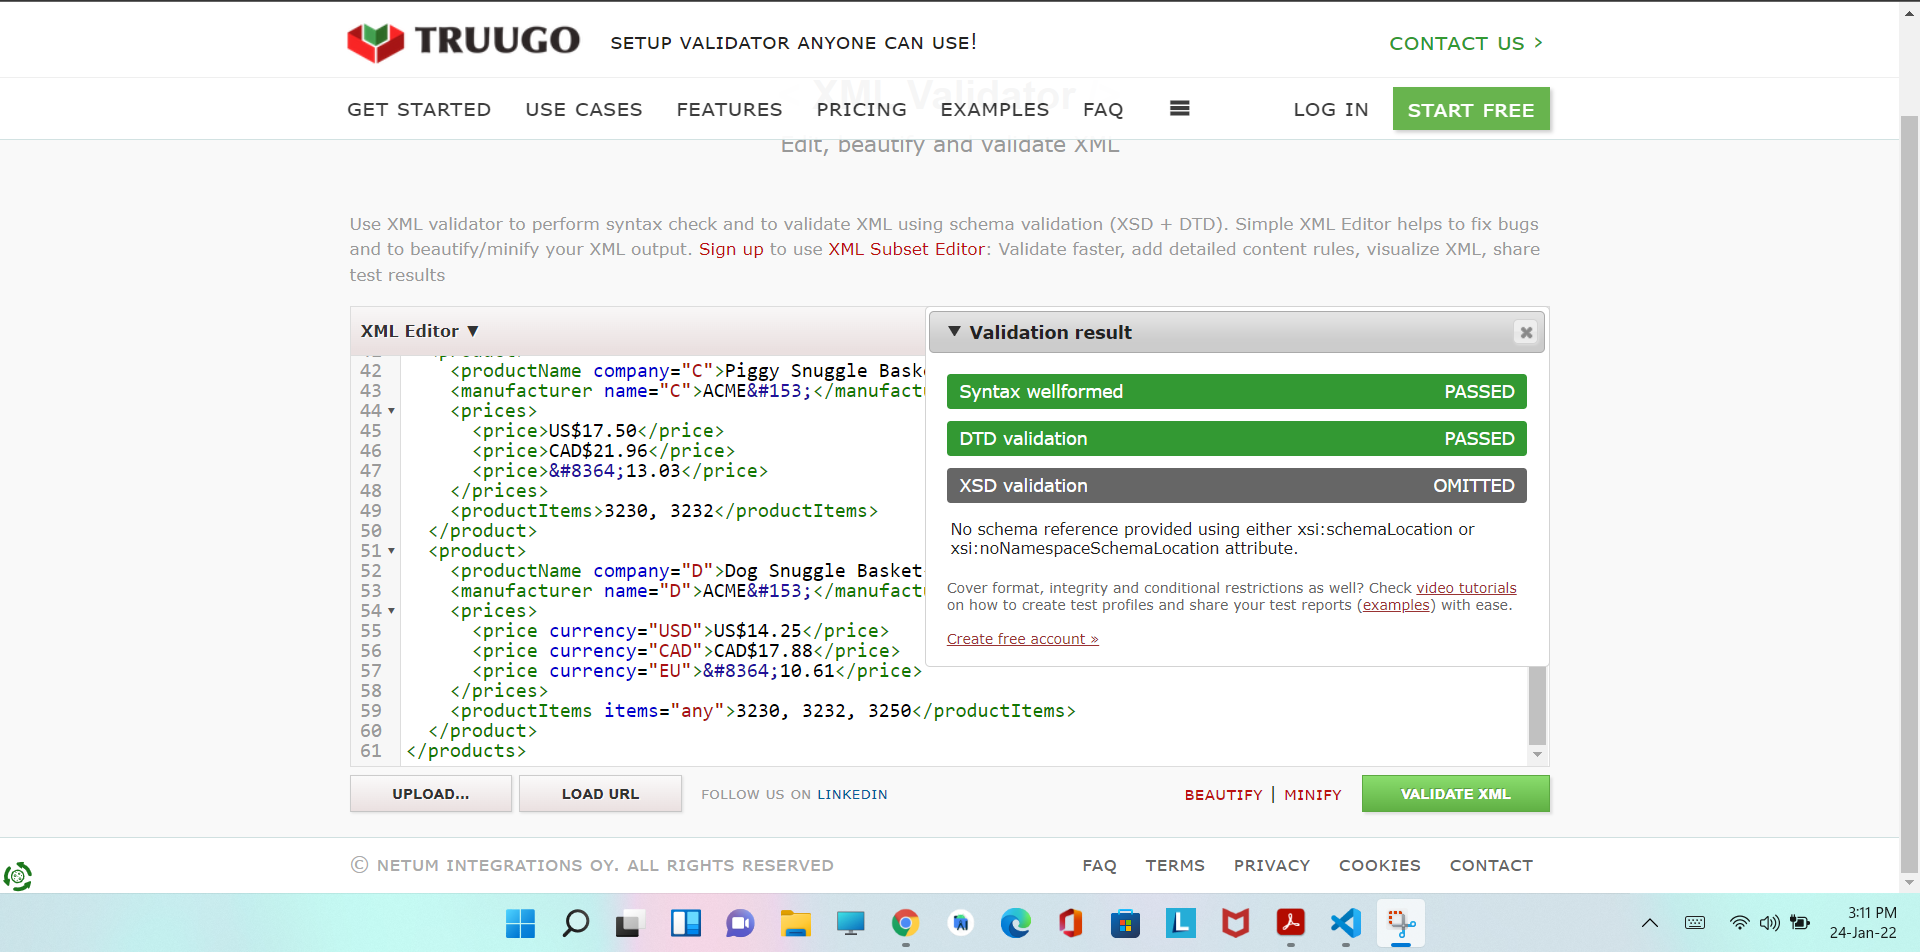 TRUUGO SETUP VALIDATOR ANYONE CAN USE! CONTACT US >
XML Validator
GET STARTED USE CASES FEATURES PRICING EXAMPLES FAQ LOG IN START FREE
Edit, beautify and validate XML
Use XML validator to perform syntax check and to validate XML using schema validation (XSD + DTD). Simple XML Editor helps to fix bugs
and to beautify/minify your XML output. Sign up to use XML Subset Editor: Validate faster, add detailed content rules, visualize XML, share
test results
XML Editor ▼
42 <productName company="C">Piggy Snuggle Bask
43 <manufacturer name="C">ACME&#153;</manufactu
44 <prices>
45 <price>US$17.50</price>
46 <price>CAD$21.96</price>
47 <price>&#8364;13.03</price>
48 </prices>
49 <productItems>3230, 3232</productItems>
50 </product>
51 <product>
52 <productName company="D">Dog Snuggle Basket
53 <manufacturer name="D">ACME&#153;</manufactu
54 <prices>
55 <price currency="USD">US$14.25</price>
56 <price currency="CAD">CAD$17.88</price>
57 <price currency="EU">&#8364;10.61</price>
58 </prices>
59 <productItems items="any">3230, 3232, 3250</productItems>
60 </product>
61 </products>
▼ Validation result
Syntax wellformed PASSED
DTD validation PASSED
XSD validation OMITTED
No schema reference provided using either xsi:schemaLocation or
xsi:noNamespaceSchemaLocation attribute.
Cover format, integrity and conditional restrictions as well? Check video tutorials
on how to create test profiles and share your test reports (examples) with ease.
Create free account »
UPLOAD... LOAD URL FOLLOW US ON LINKEDIN BEAUTIFY | MINIFY VALIDATE XML
© NETUM INTEGRATIONS OY. ALL RIGHTS RESERVED FAQ TERMS PRIVACY COOKIES CONTACT
3:11 PM
24-Jan-22